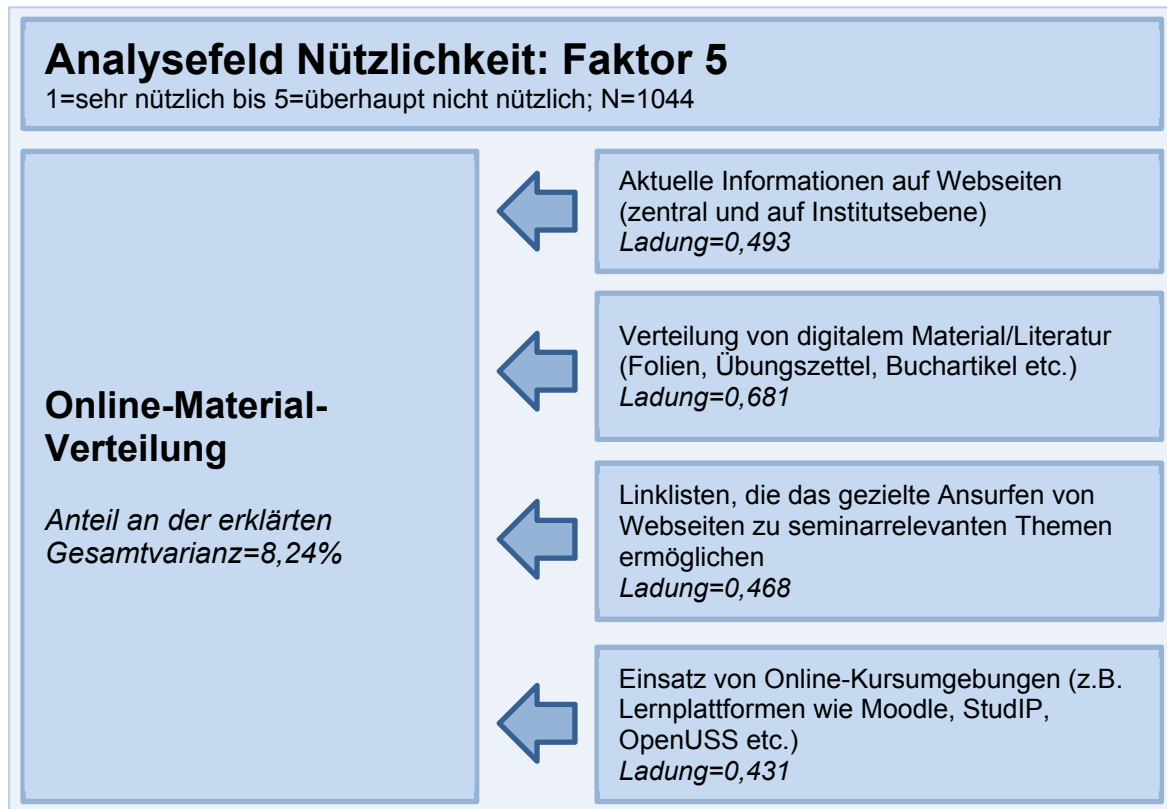 Analysefeld Nützlichkeit: Faktor 5
1=sehr nützlich bis 5=überhaupt nicht nützlich; N=1044
Online-Material-
Verteilung
Anteil an der erklärten
Gesamtvarianz=8,24%
Aktuelle Informationen auf Webseiten
(zentral und auf Institutsebene)
Ladung=0,493
Verteilung von digitalem Material/Literatur
(Folien, Übungszettel, Buchartikel etc.)
Ladung=0,681
Linklisten, die das gezielte Ansurfen von
Webseiten zu seminarrelevanten Themen
ermöglichen
Ladung=0,468
Einsatz von Online-Kursumgebungen (z.B.
Lernplattformen wie Moodle, StudIP,
OpenUSS etc.)
Ladung=0,431